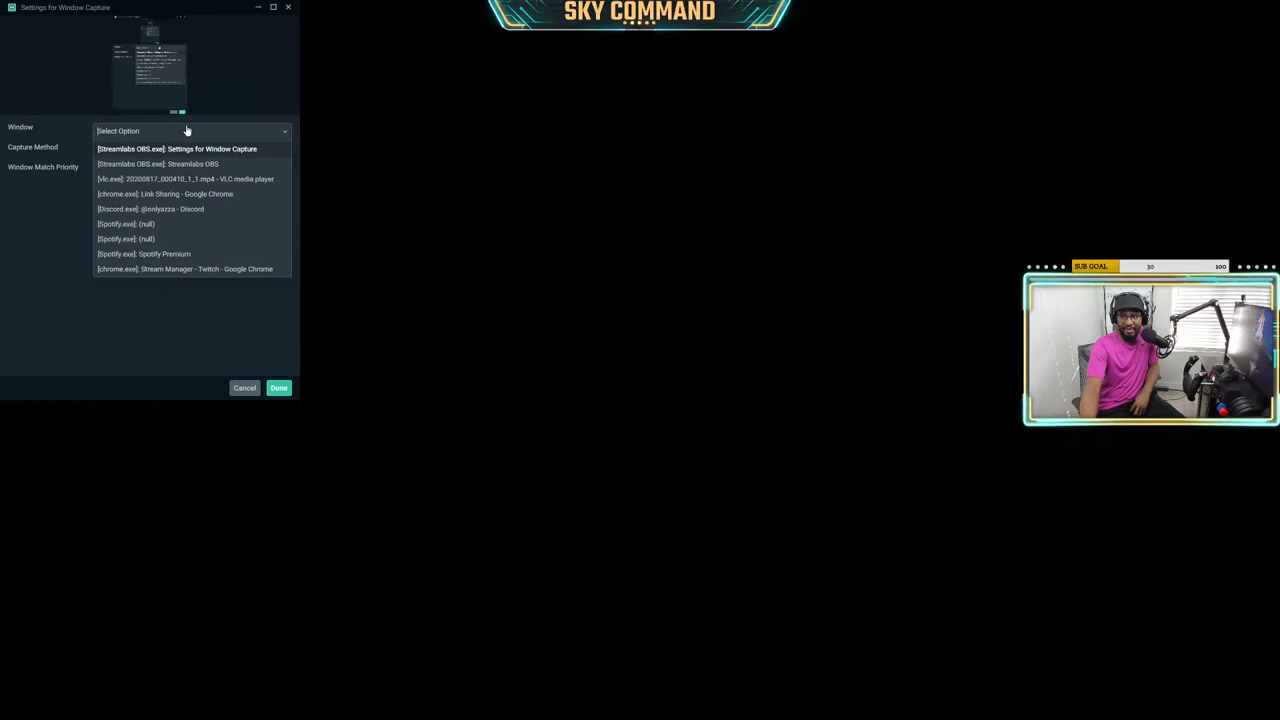 Settings for Window Capture
SKY COMMAND
Window
Select Option
Capture Method
Window Match Priority
[Streamlabs OBS.exe]: Settings for Window Capture
[Streamlabs OBS.exe]: Streamlabs OBS
[vlc.exe]: 20200817_000410_1_1.mp4 - VLC media player
[chrome.exe]: Link Sharing - Google Chrome
[Discord.exe]: @onlyazza - Discord
[Spotify.exe]: (null)
[Spotify.exe]: (null)
[Spotify.exe]: Spotify Premium
[chrome.exe]: Stream Manager - Twitch - Google Chrome
SUB GOAL 30 100
Cancel Done